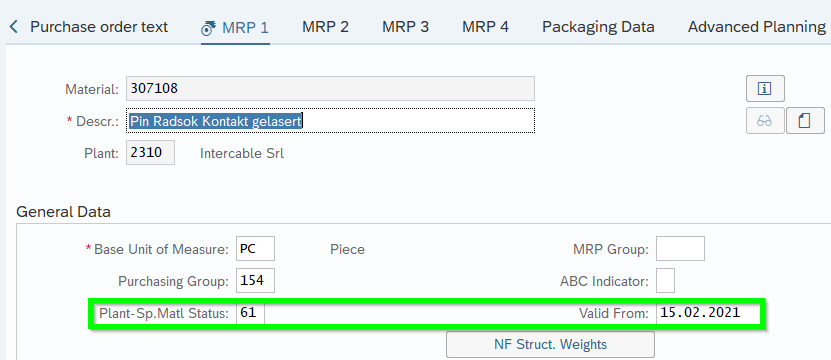 Purchase order text MRP 1 MRP 2 MRP 3 MRP 4 Packaging Data Advanced Planning
Material: 307108
* Descr.: Pin Radsok Kontakt gelasert
Plant: 2310 Intercable Srl
General Data
* Base Unit of Measure: PC Piece MRP Group:
Purchasing Group: 154 ABC Indicator:
Plant-Sp.Matl Status: 61 Valid From: 15.02.2021
NF Struct. Weights